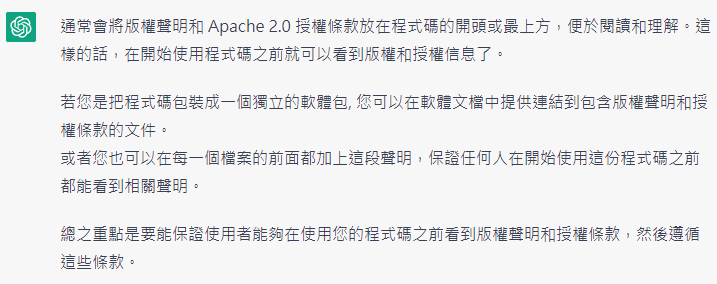 通常會將版權聲明和 Apache 2.0 授權條款放在程式碼的開頭或最上方，便於閱讀和理解。這
樣的話，在開始使用程式碼之前就可以看到版權和授權信息了。
若您是把程式碼包裝成一個獨立的軟體包, 您可以在軟體文檔中提供連結到包含版權聲明和授
權條款的文件。
或者您也可以在每一個檔案的前面都加上這段聲明，保證任何人在開始使用這份程式碼之前
都能看到相關聲明。
總之重點是要能保證使用者能夠在使用您的程式碼之前看到版權聲明和授權條款，然後遵循
這些條款。